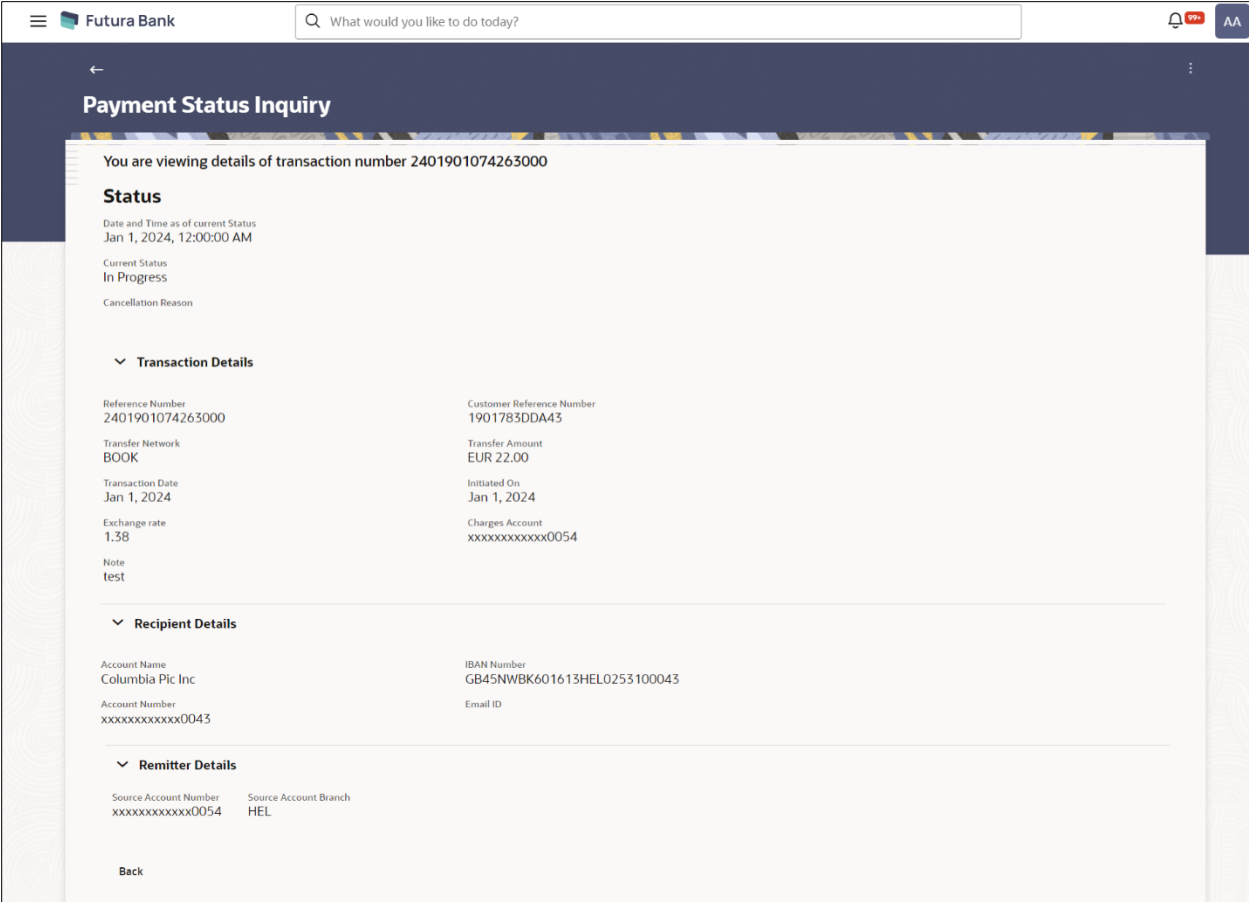 Futura Bank
What would you like to do today?
99+
AA
Payment Status Inquiry
You are viewing details of transaction number 2401901074263000
Status
Date and Time as of current Status
Jan 1, 2024, 12:00:00 AM
Current Status
In Progress
Cancellation Reason
Transaction Details
Reference Number
2401901074263000
Customer Reference Number
1901783DDA43
Transfer Network
BOOK
Transfer Amount
EUR 22.00
Transaction Date
Jan 1, 2024
Initiated On
Jan 1, 2024
Exchange rate
1.38
Charges Account
xxxxxxxxxxxx0054
Note
test
Recipient Details
Account Name
Columbia Pic Inc
IBAN Number
GB45NWBK601613HEL0253100043
Account Number
xxxxxxxxxxxx0043
Email ID
Remitter Details
Source Account Number
xxxxxxxxxxxx0054
Source Account Branch
HEL
Back